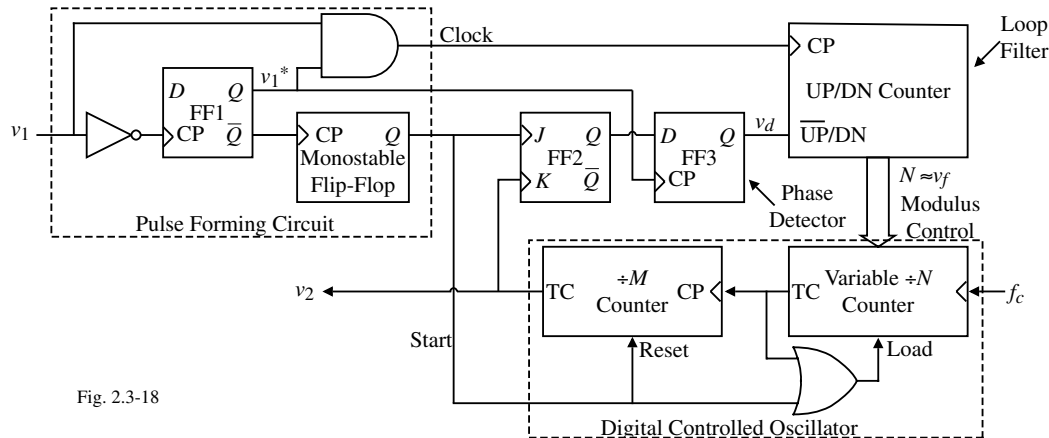 Clock
Loop
Filter
CP
UP/DN Counter
U̅P̅/DN
v1*
D Q
FF1
CP Q̅
v1
CP Q
Monostable
Flip-Flop
Pulse Forming Circuit
J Q
FF2
K Q̅
D Q
FF3
CP
vd
Phase
Detector
N ≈vf
Modulus
Control
v2
TC ÷M CP
Counter
TC Variable ÷N
Counter
fc
Start
Reset
Load
Fig. 2.3-18
Digital Controlled Oscillator